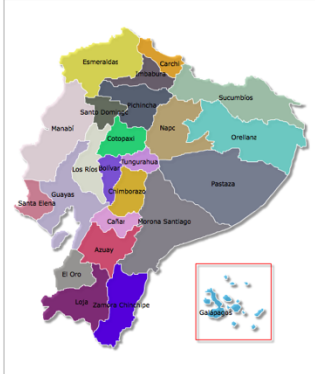 Esmeraldas
Carchi
Imbabura
Sucumbios
Pichincha
Santo Domingo
Manabí
Napo
Orellana
Cotopaxi
Tungurahua
Los Ríos
Bolívar
Pastaza
Guayas
Chimborazo
Santa Elena
Cañar
Morona Santiago
Azuay
El Oro
Loja
Zamora Chinchipe
Galápagos